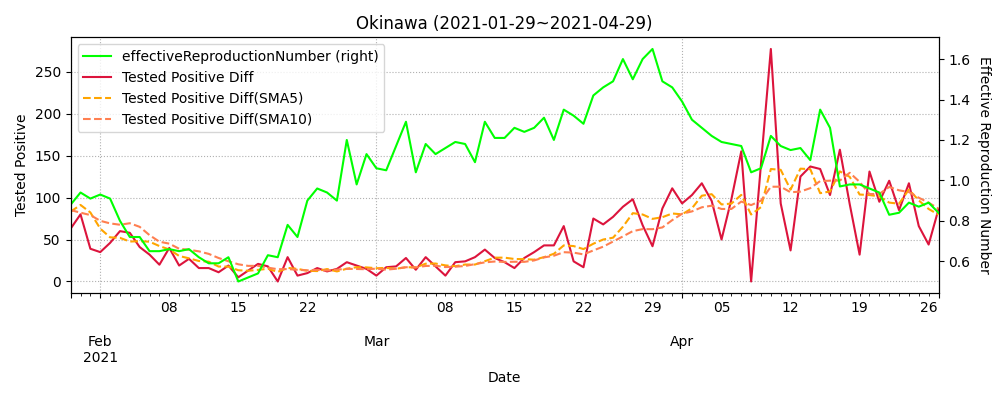 Okinawa (2021-01-29~2021-04-29)
effectiveReproductionNumber (right)
Tested Positive Diff
Tested Positive Diff(SMA5)
Tested Positive Diff(SMA10)
Tested Positive
250
200
150
100
50
0
1.6
1.4
1.2
1.0
0.8
0.6
Effective Reproduction Number
08 15 22 08 15 22 29 05 12 19 26
Feb Mar Apr
2021
Date